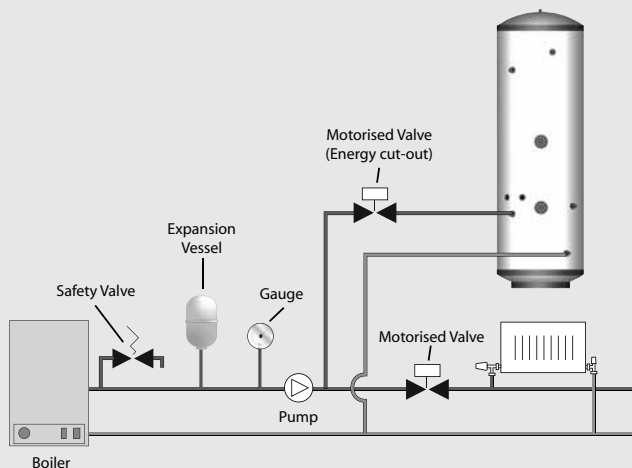 Motorised Valve
(Energy cut-out)
Expansion
Vessel
Safety Valve
Gauge
Motorised Valve
Pump
Boiler